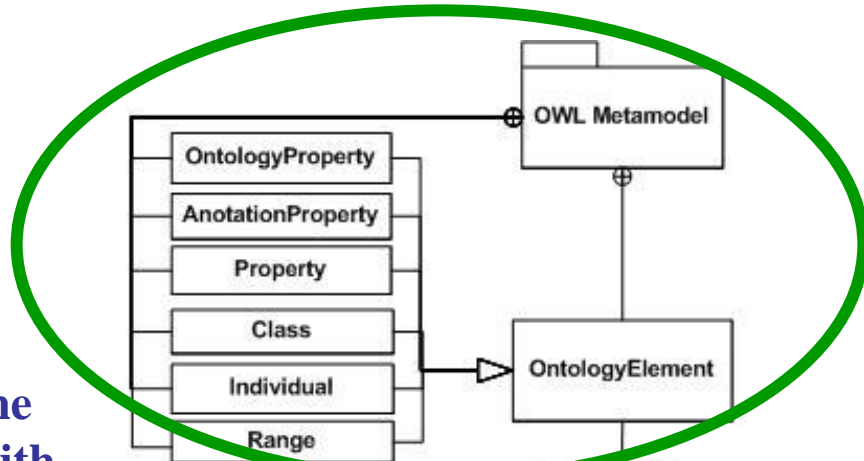 OWL Metamodel
OntologyProperty
AnotationProperty
Property
Class
OntologyElement
Individual
Range